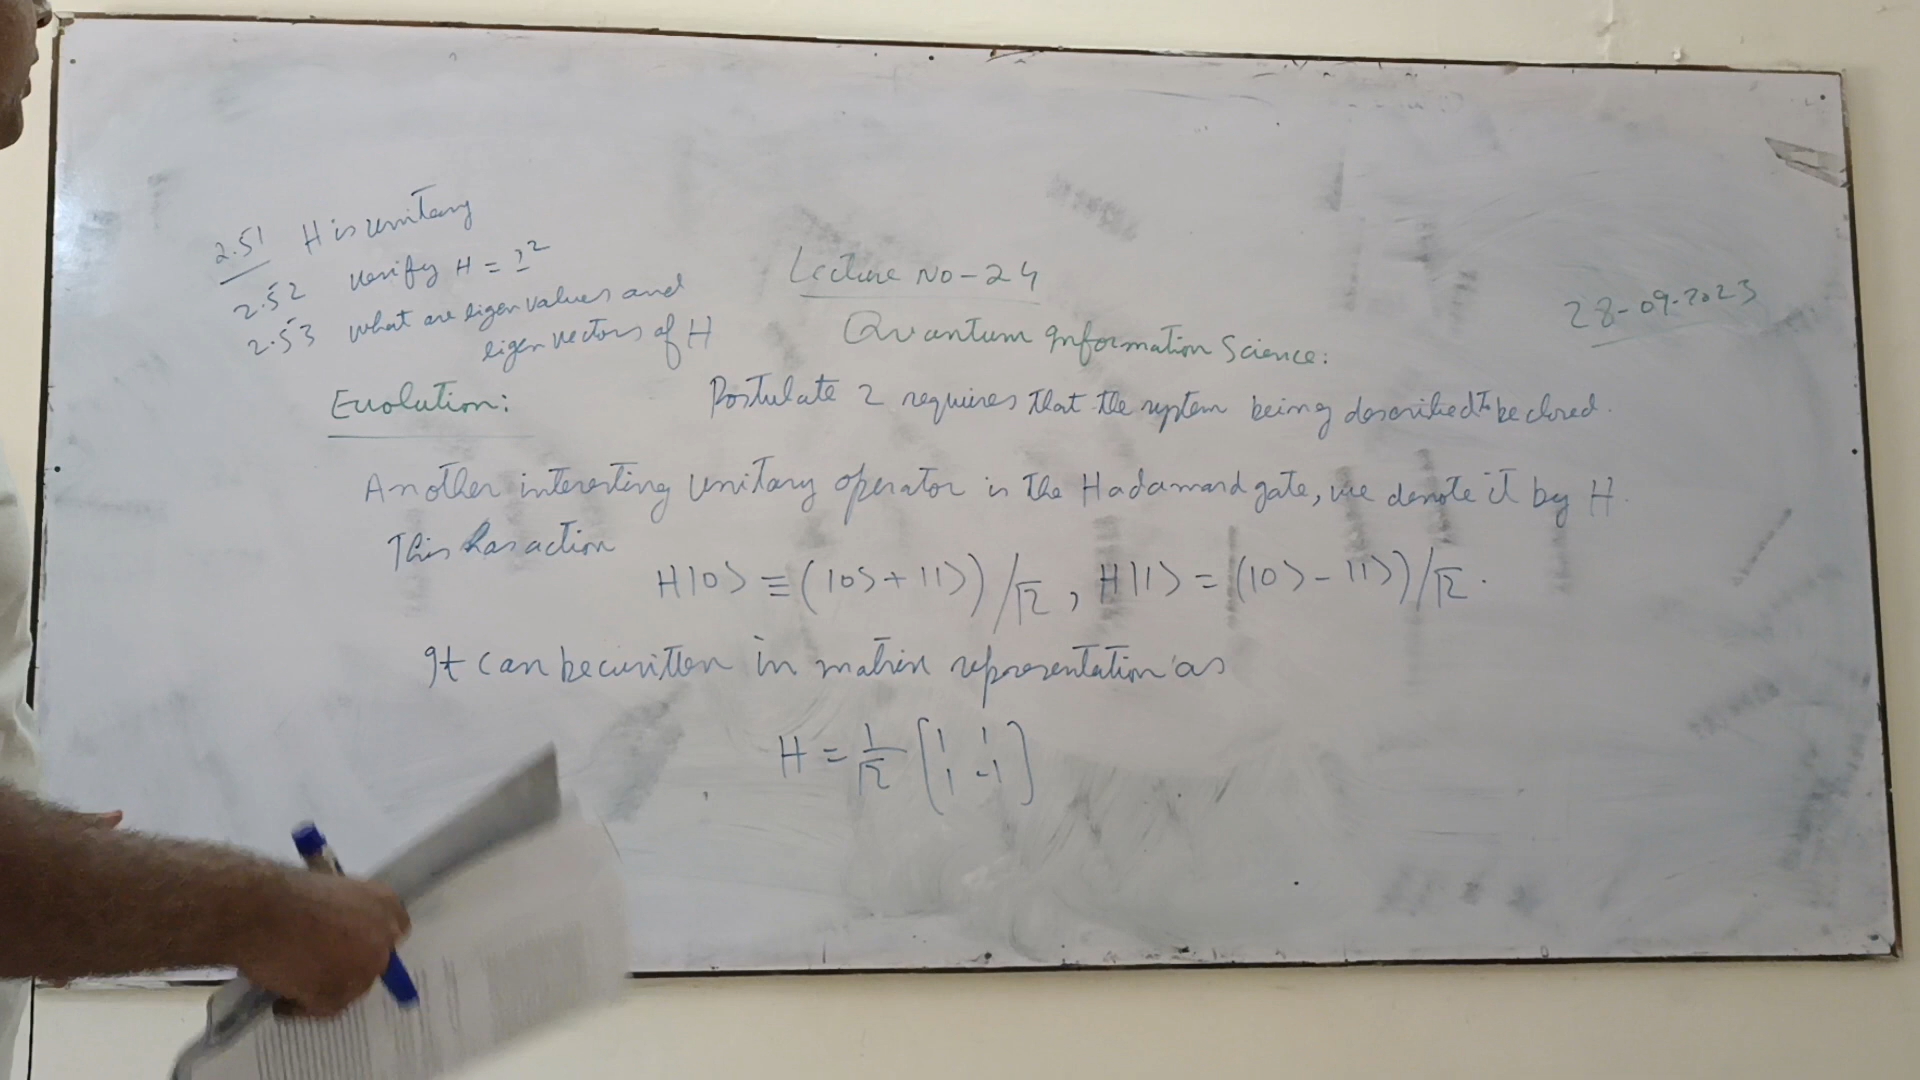 2.51 H is unitary
2.52 verify H = ?²
2.53 what are eigen values and
eigen vectors of H
Lecture No-24
28-09-2023
Quantum Information Science:
Evolution:
Postulate 2 requires that the system being described to be closed.
Another interesting unitary operator is the Hadamard gate, we denote it by H.
This has action
H|0> ≡ (|0>+|1>)/√2, H|1> = (|0>-|1>)/√2.
It can be written in matrix representation as
H = 1/√2 [1 1
1 -1]